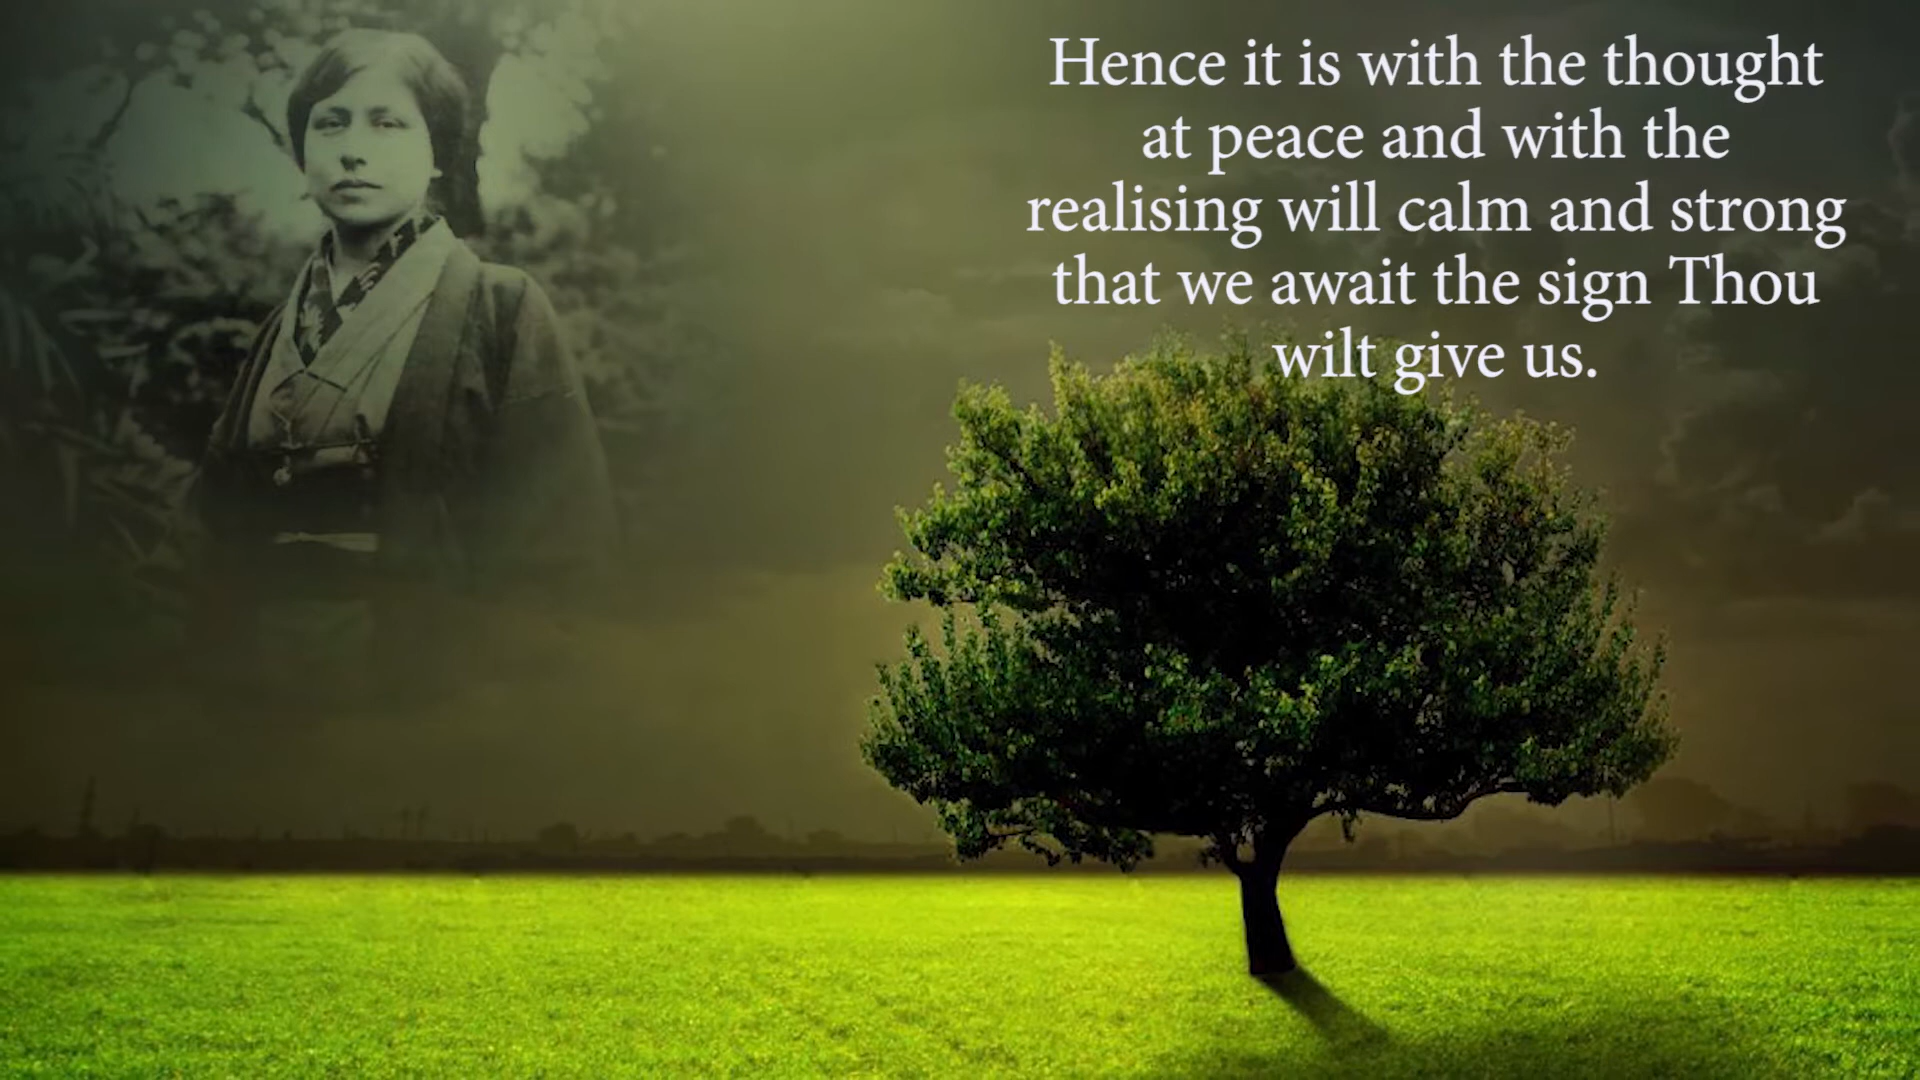 Hence it is with the thought
at peace and with the
realising will calm and strong
that we await the sign Thou
wilt give us.